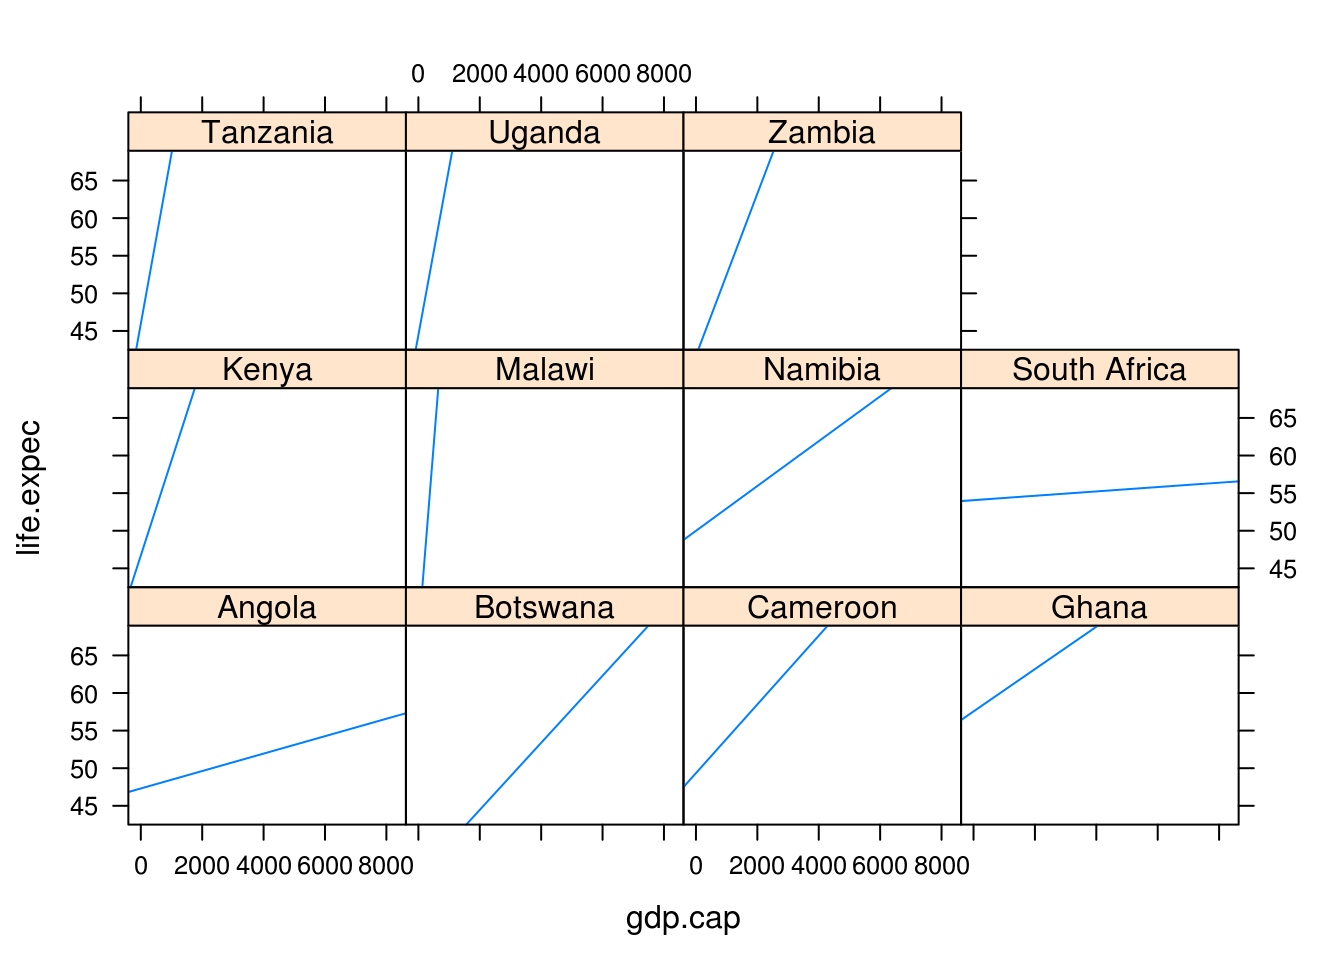 0 2000 4000 6000 8000
Tanzania Uganda Zambia
65
60
55
50
45
Kenya Malawi Namibia South Africa
65
60
55
50
45
life.expec
Angola Botswana Cameroon Ghana
65
60
55
50
45
0 2000 4000 6000 8000 0 2000 4000 6000 8000
gdp.cap